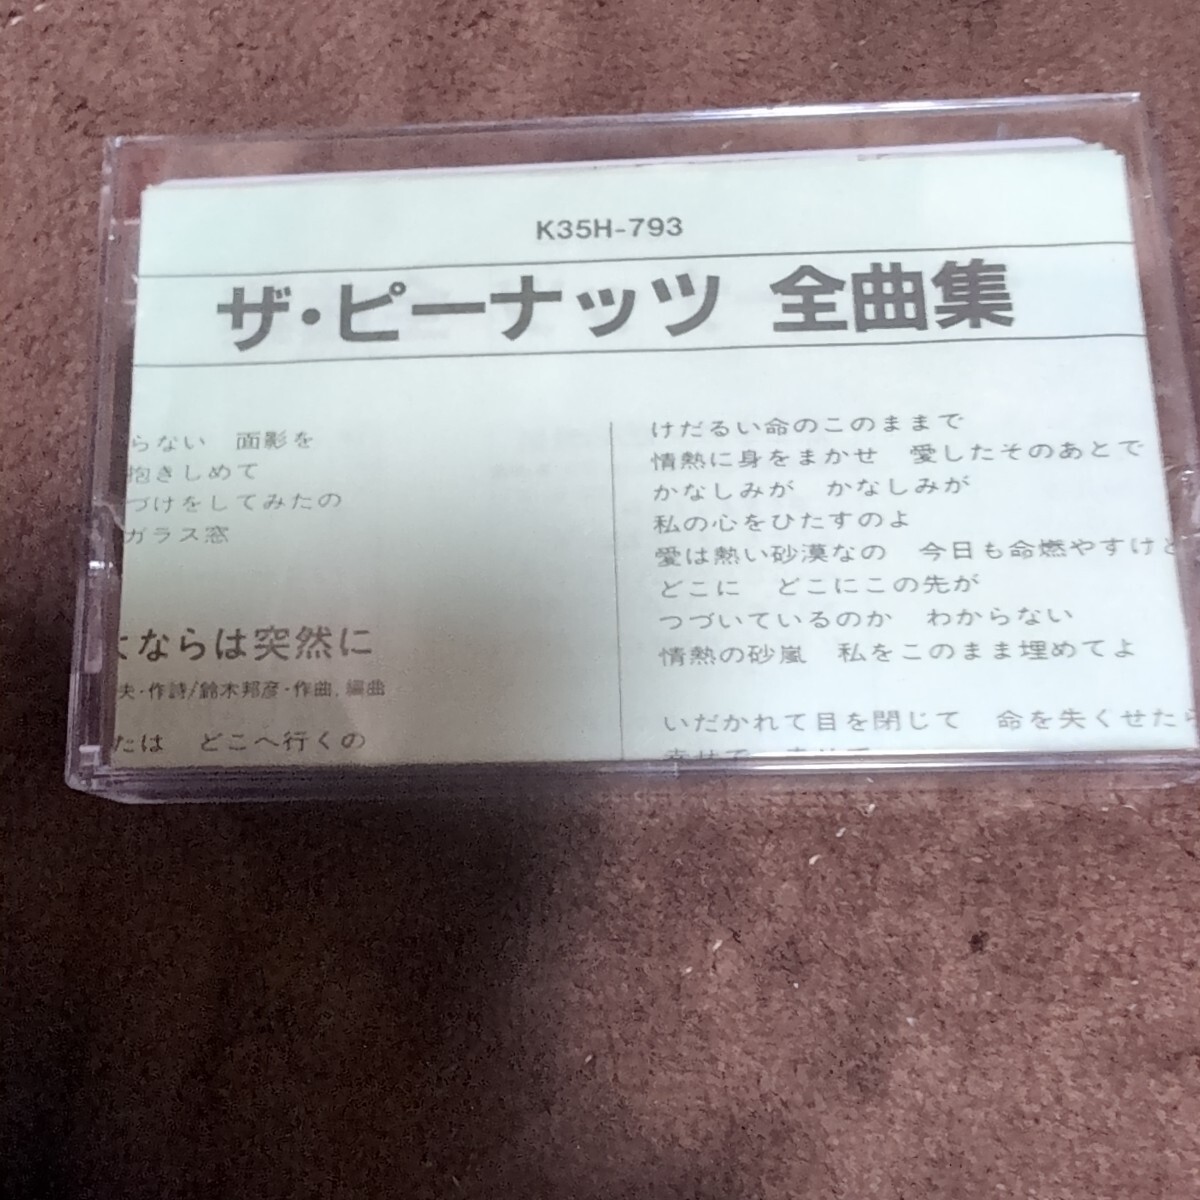 K35H-793
ザ・ピーナッツ 全曲集
らない 面影を
抱きしめて
づけをしてみたの
ガラス窓
よならは突然に
夫・作詩/鈴木邦彦・作曲, 編曲
たは どこへ行くの
けだるい命のこのままで
情熱に身をまかせ 愛したそのあとで
かなしみが かなしみが
私の心をひたすのよ
愛は熱い砂漠なの 今日も命燃やすけど
どこに どこにこの先が
つづいているのか わからない
情熱の砂嵐 私をこのまま埋めてよ
いだかれて目を閉じて 命を失くせたら